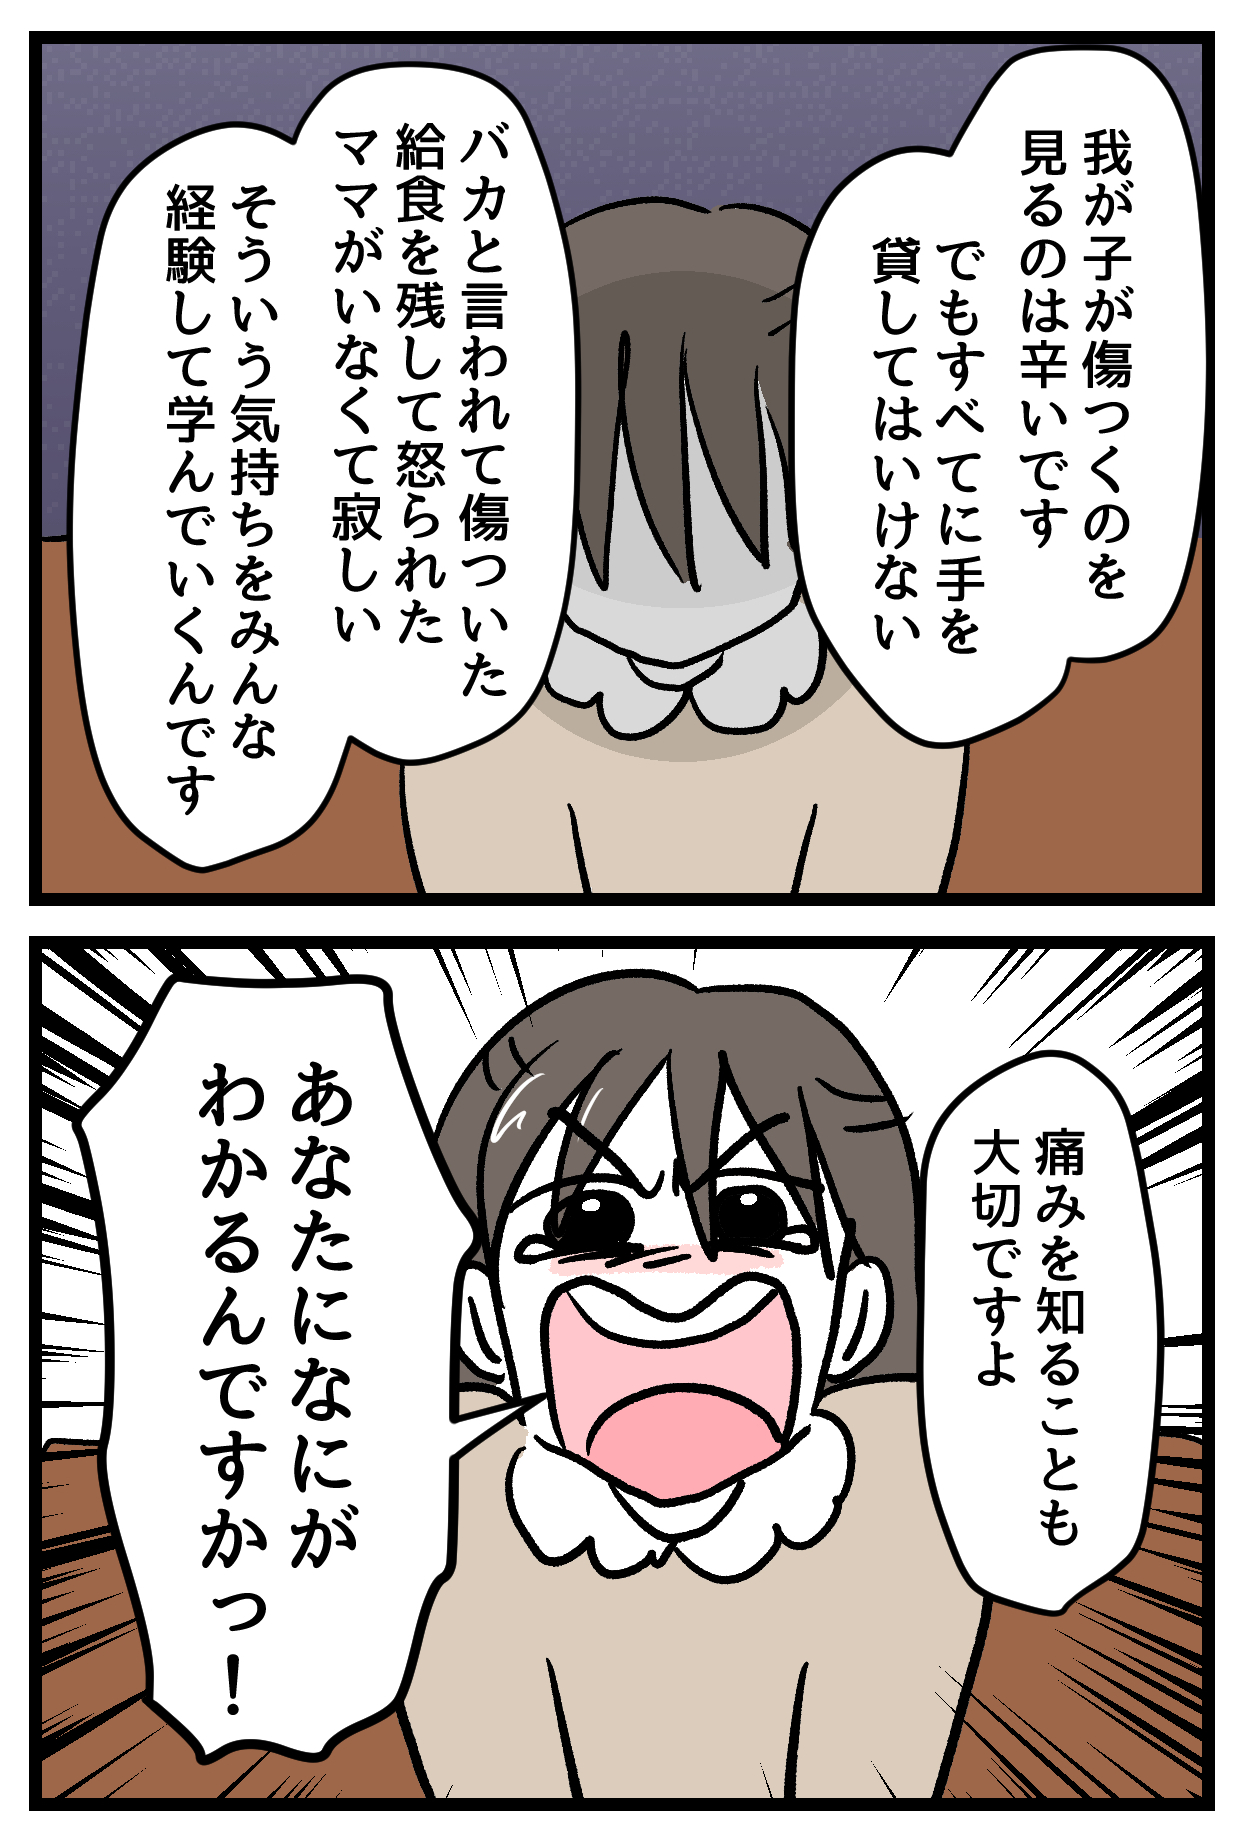 我が子が傷つくのを
見るのは辛いです
でもすべてに手を
貸してはいけない
バカと言われて傷ついた
給食を残して怒られた
ママがいなくて寂しい
そういう気持ちをみんな
経験して学んでいくんです
痛みを知ることも
大切ですよ
あなたになにが
わかるんですかっ！